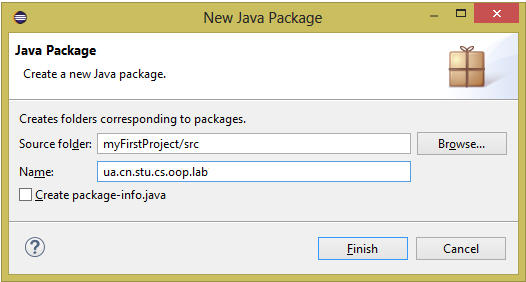 New Java Package
Java Package
Create a new Java package.
Creates folders corresponding to packages.
Source folder: myFirstProject/src Browse...
Name: ua.cn.stu.cs.oop.lab
Create package-info.java
? Finish Cancel